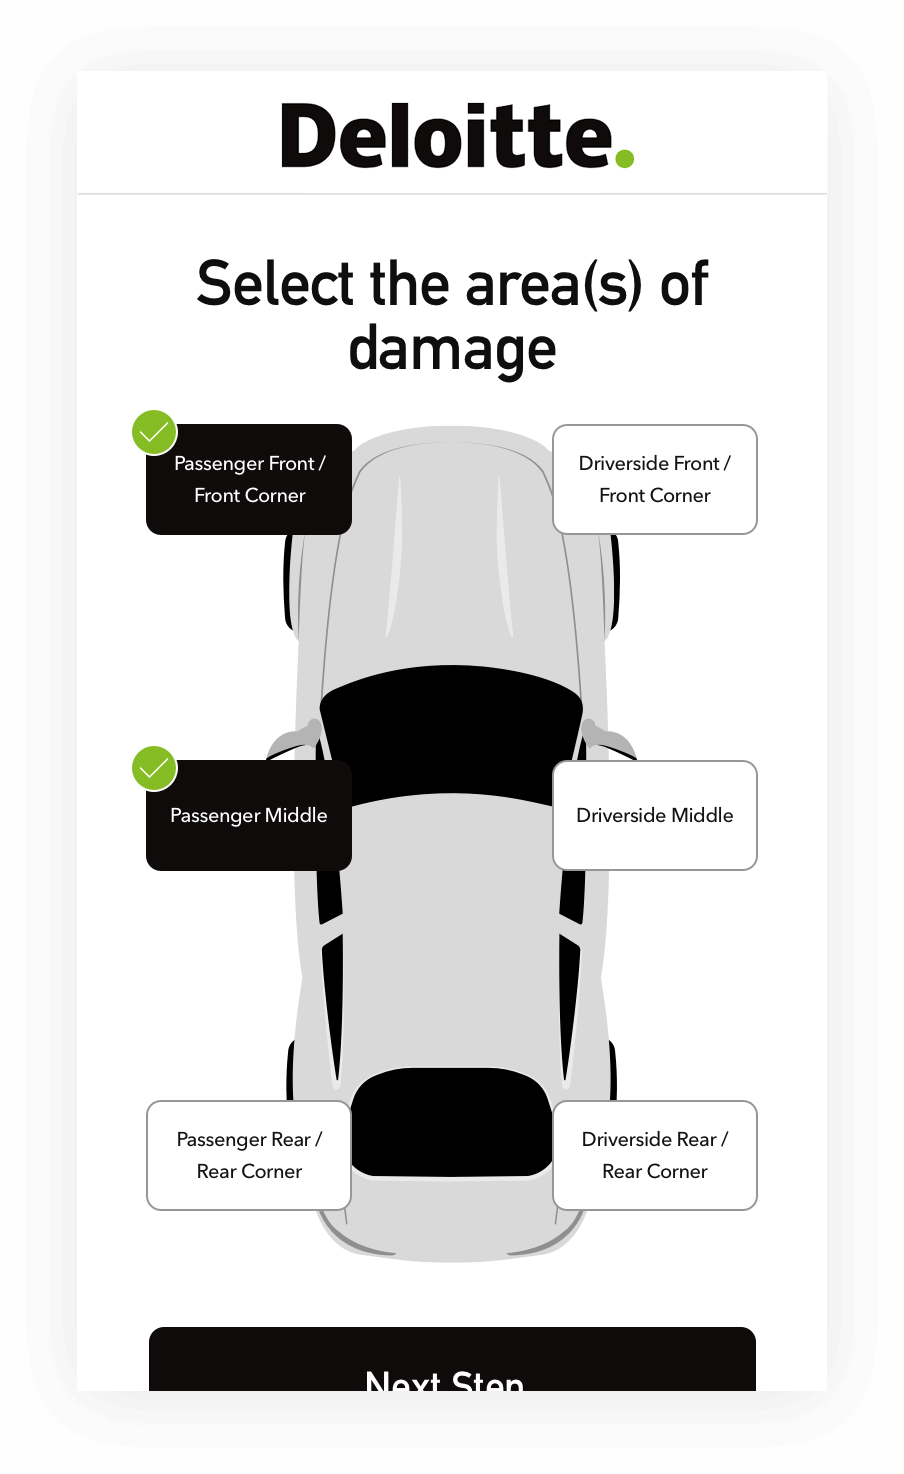 Deloitte.
Select the area(s) of
damage
Passenger Front /
Front Corner
Driverside Front /
Front Corner
Passenger Middle
Driverside Middle
Passenger Rear /
Rear Corner
Driverside Rear /
Rear Corner
Next Step